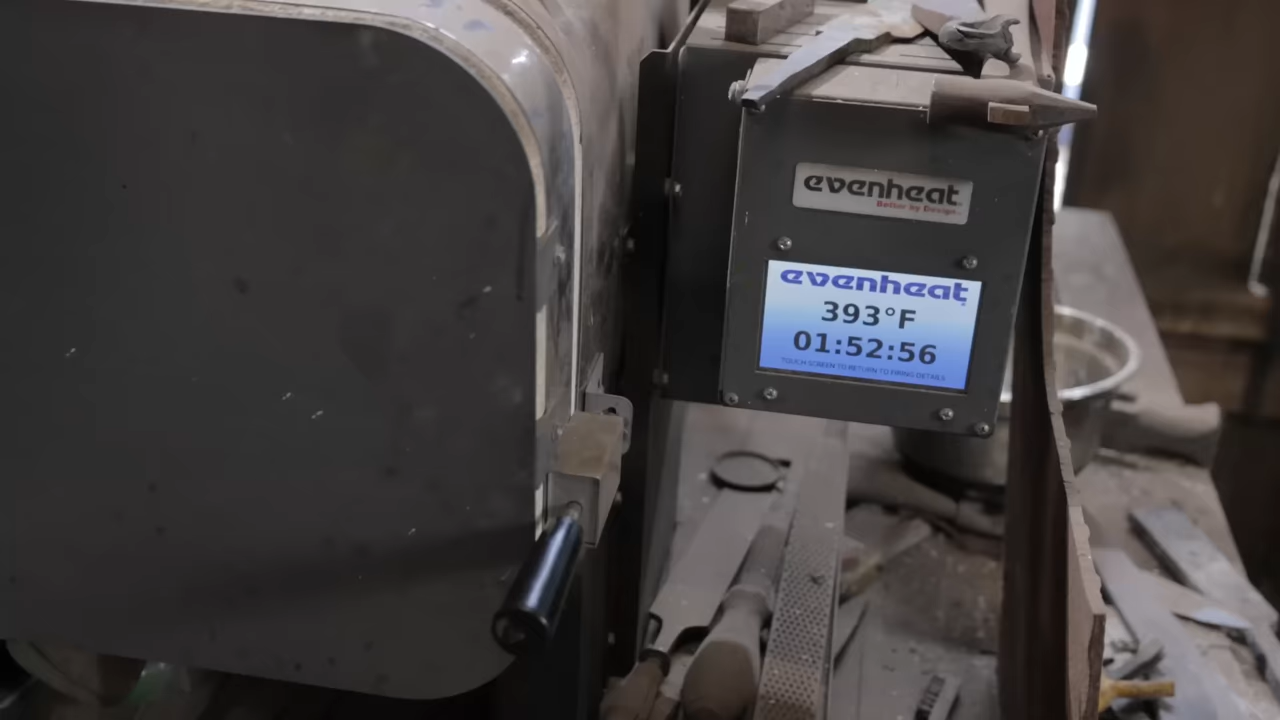 evenheat
Better by Design
evenheat
393°F
01:52:56
TOUCH SCREEN TO RETURN TO FIRING DETAILS